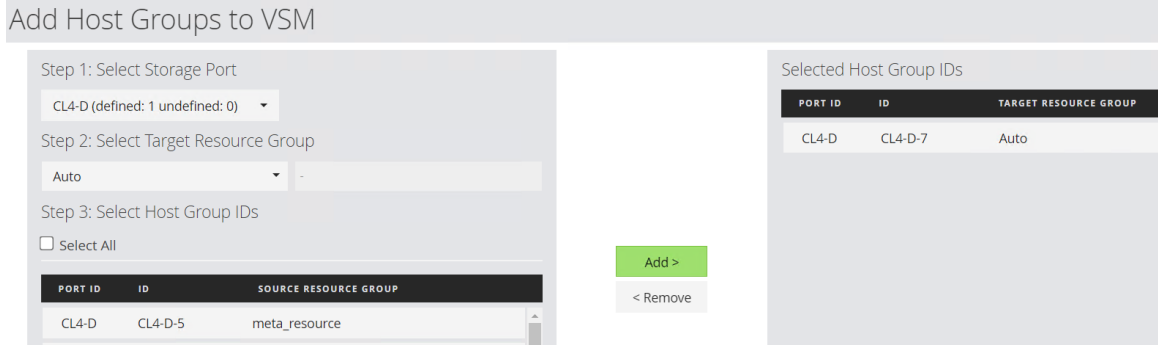 Add Host Groups to VSM
Step 1: Select Storage Port
CL4-D (defined: 1 undefined: 0)
Step 2: Select Target Resource Group
Auto
-
Step 3: Select Host Group IDs
Select All
PORT ID ID SOURCE RESOURCE GROUP
CL4-D CL4-D-5 meta_resource
Add >
< Remove
Selected Host Group IDs
PORT ID ID TARGET RESOURCE GROUP
CL4-D CL4-D-7 Auto